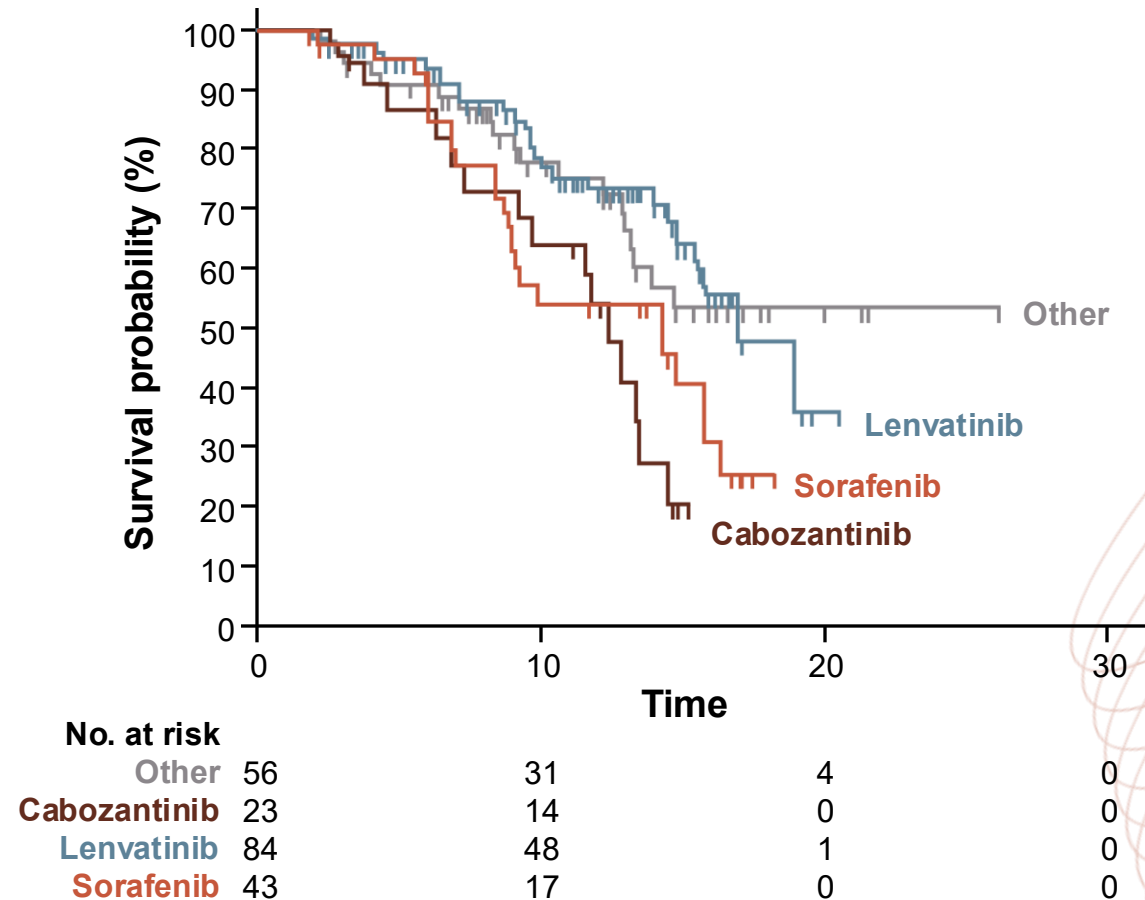 Survival probability (%)
100
90
80
70
60
50
40
30
20
10
0
Other
Lenvatinib
Sorafenib
Cabozantinib
0 10 20 30
Time
No. at risk
Other 56 31 4 0
Cabozantinib 23 14 0 0
Lenvatinib 84 48 1 0
Sorafenib 43 17 0 0